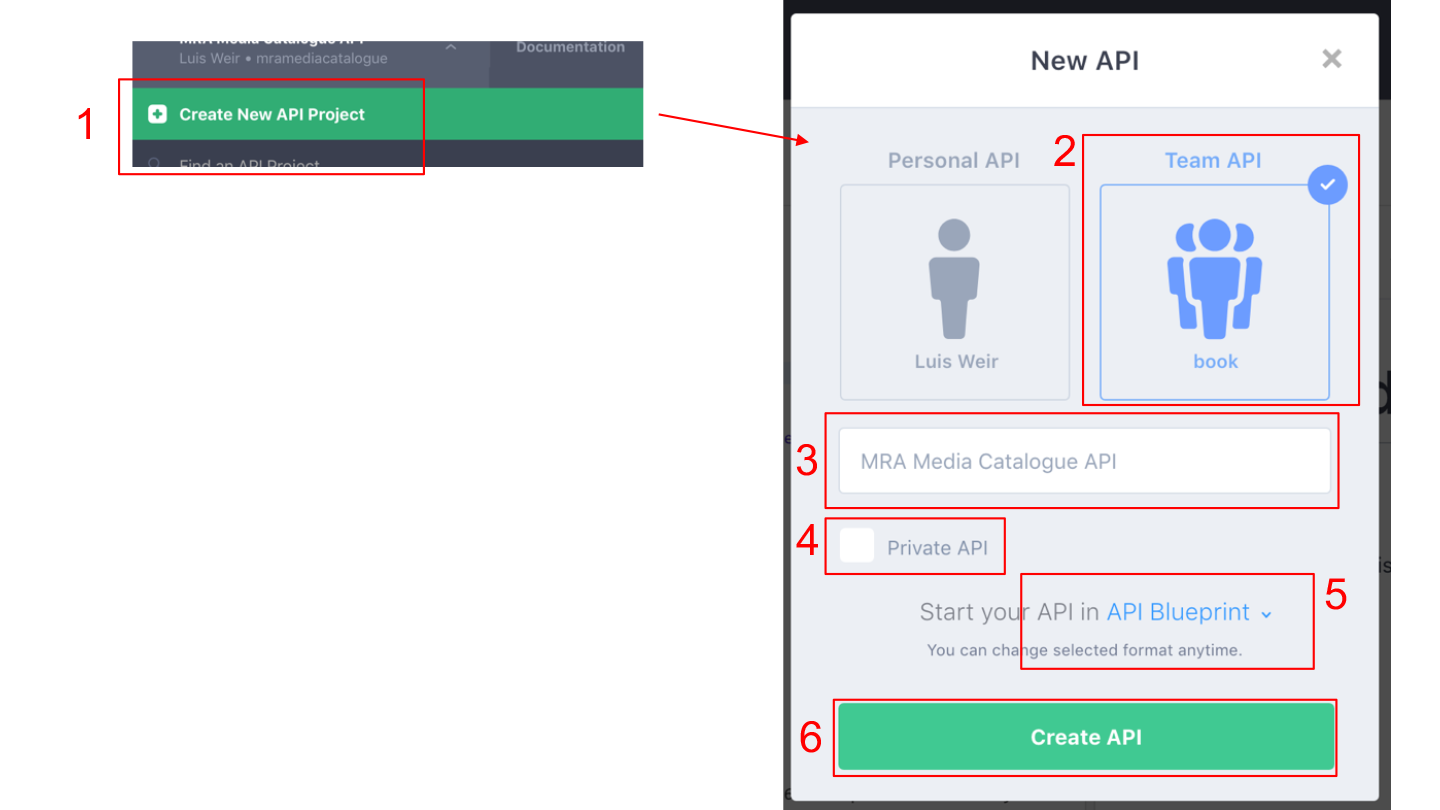 MRA Media Catalogue API
Luis Weir • mramediacatalogue
Documentation
1
Create New API Project
Find an API Project
New API
Personal API
2
Team API
Luis Weir
book
3
MRA Media Catalogue API
4
Private API
5
Start your API in API Blueprint
You can change selected format anytime.
6
Create API